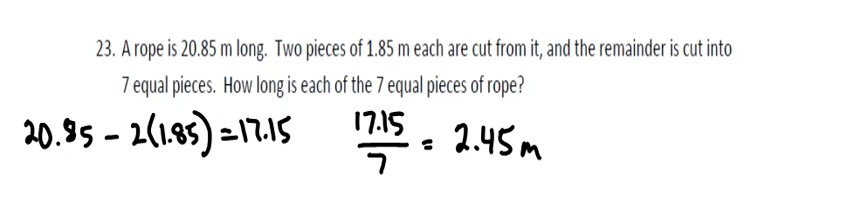 23. A rope is 20.85 m long. Two pieces of 1.85 m each are cut from it, and the remainder is cut into
7 equal pieces. How long is each of the 7 equal pieces of rope?
20.85 - 2(1.85) = 17.15 17.15/7 = 2.45 m